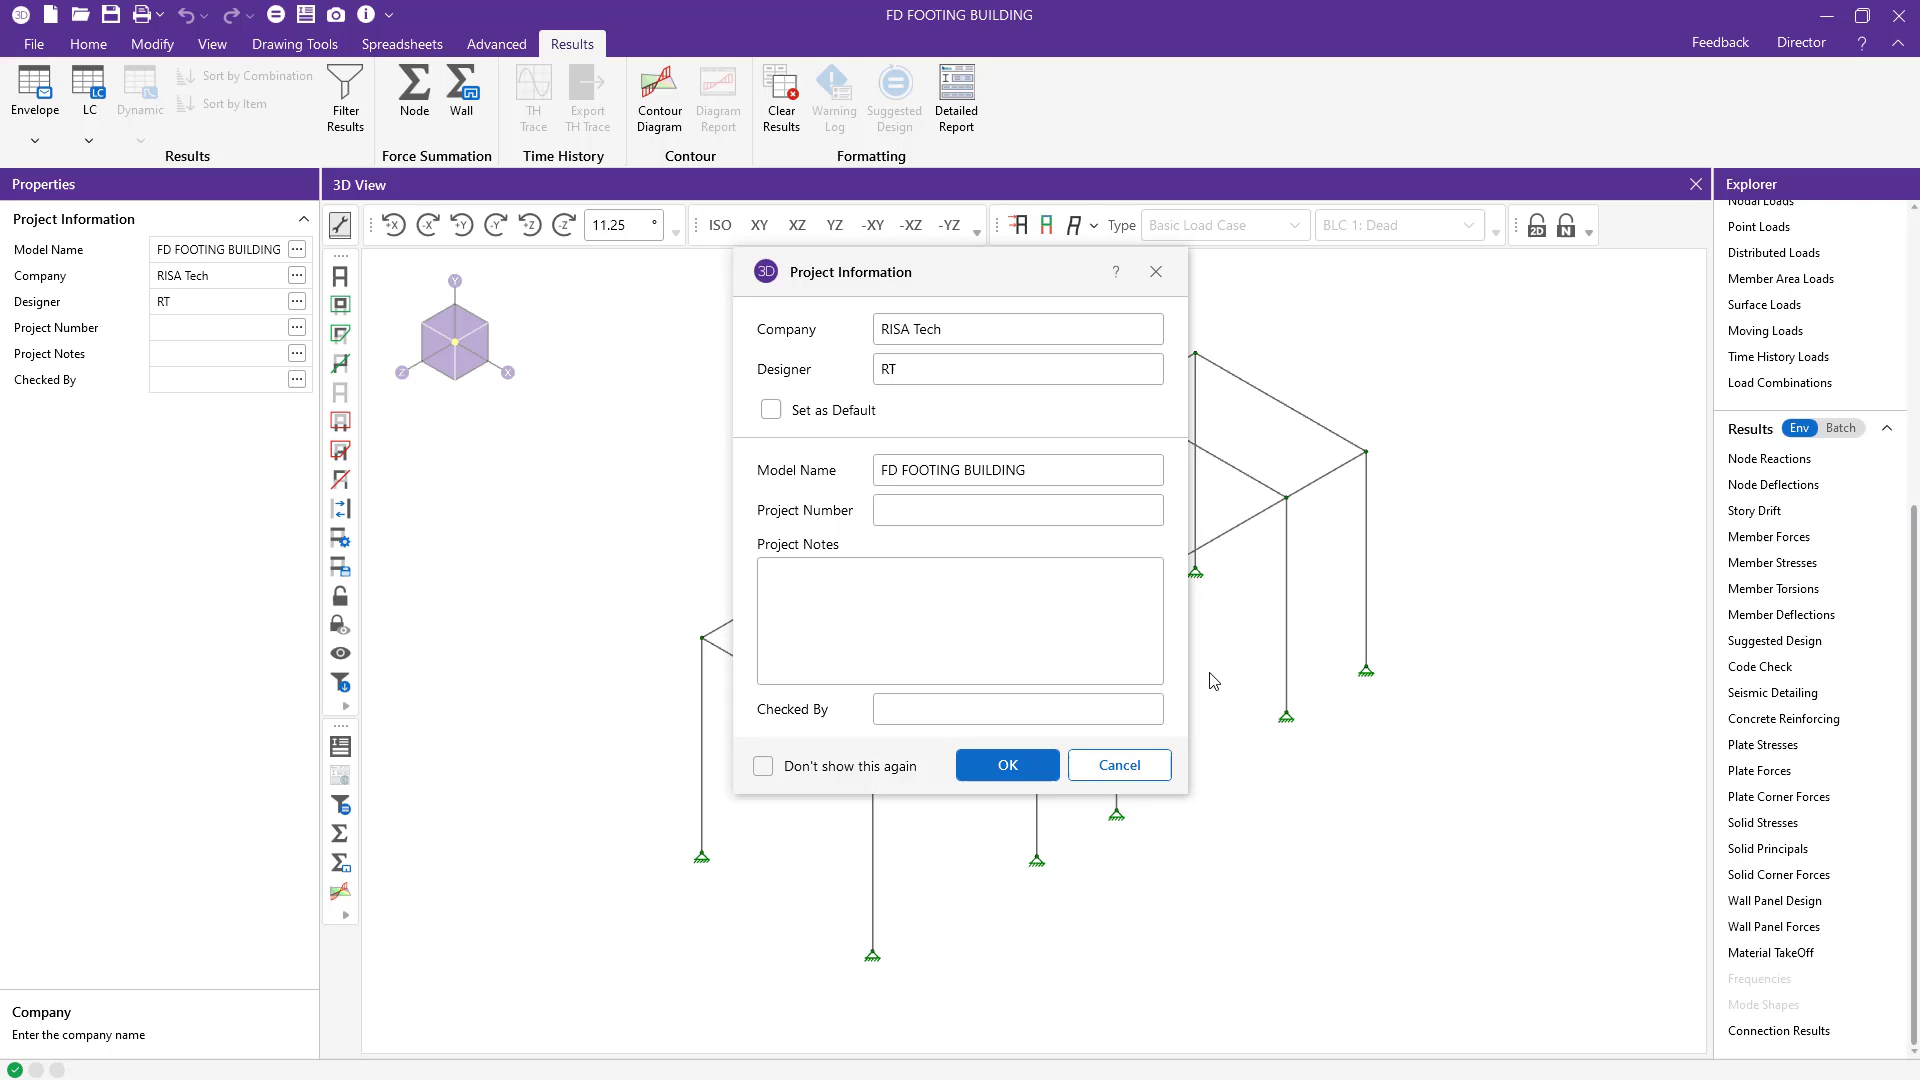 3D
FD FOOTING BUILDING
File
Home
Modify
View
Drawing Tools
Spreadsheets
Advanced
Results
Feedback
Director
?
Envelope
LC
LC
Dynamic
Sort by Combination
Sort by Item
Filter
Results
Results
Node
Wall
Force Summation
TH
Trace
Export
TH Trace
Time History
Contour
Diagram
Diagram
Report
Contour
Clear
Results
Warning
Log
Suggested
Design
Detailed
Report
Formatting
Properties
Project Information
Model Name
FD FOOTING BUILDING
...
Company
RISA Tech
...
Designer
RT
...
Project Number
...
Project Notes
...
Checked By
...
Company
Enter the company name
3D View
+X
-X
+Y
-Y
+Z
-Z
11.25 °
ISO
XY
XZ
YZ
-XY
-XZ
-YZ
Type
Basic Load Case
BLC 1: Dead
2D
N
Y
Z
X
3D
Project Information
?
Company
RISA Tech
Designer
RT
Set as Default
Model Name
FD FOOTING BUILDING
Project Number
Project Notes
Checked By
Don't show this again
OK
Cancel
Explorer
Nodal Loads
Point Loads
Distributed Loads
Member Area Loads
Surface Loads
Moving Loads
Time History Loads
Load Combinations
Results
Env
Batch
Node Reactions
Node Deflections
Story Drift
Member Forces
Member Stresses
Member Torsions
Member Deflections
Suggested Design
Code Check
Seismic Detailing
Concrete Reinforcing
Plate Stresses
Plate Forces
Plate Corner Forces
Solid Stresses
Solid Principals
Solid Corner Forces
Wall Panel Design
Wall Panel Forces
Material TakeOff
Frequencies
Mode Shapes
Connection Results